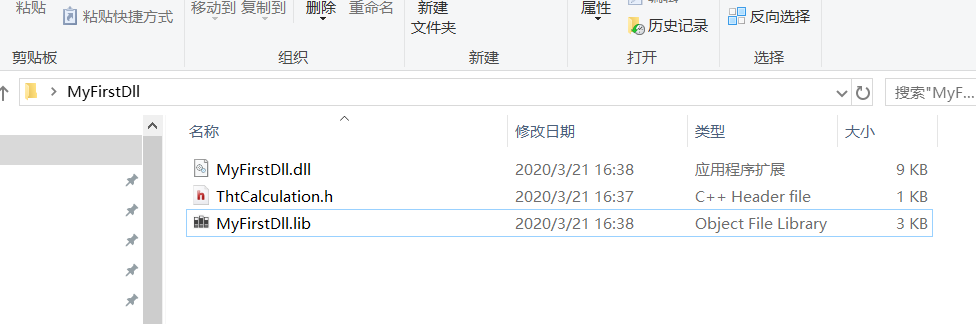 粘贴
粘贴快捷方式
移动到 复制到
删除 重命名
新建
文件夹
属性
历史记录
反向选择
剪贴板
组织
新建
打开
选择
MyFirstDll
搜索"MyF...
名称 修改日期 类型 大小
MyFirstDll.dll 2020/3/21 16:38 应用程序扩展 9 KB
ThtCalculation.h 2020/3/21 16:37 C++ Header file 1 KB
MyFirstDll.lib 2020/3/21 16:38 Object File Library 3 KB